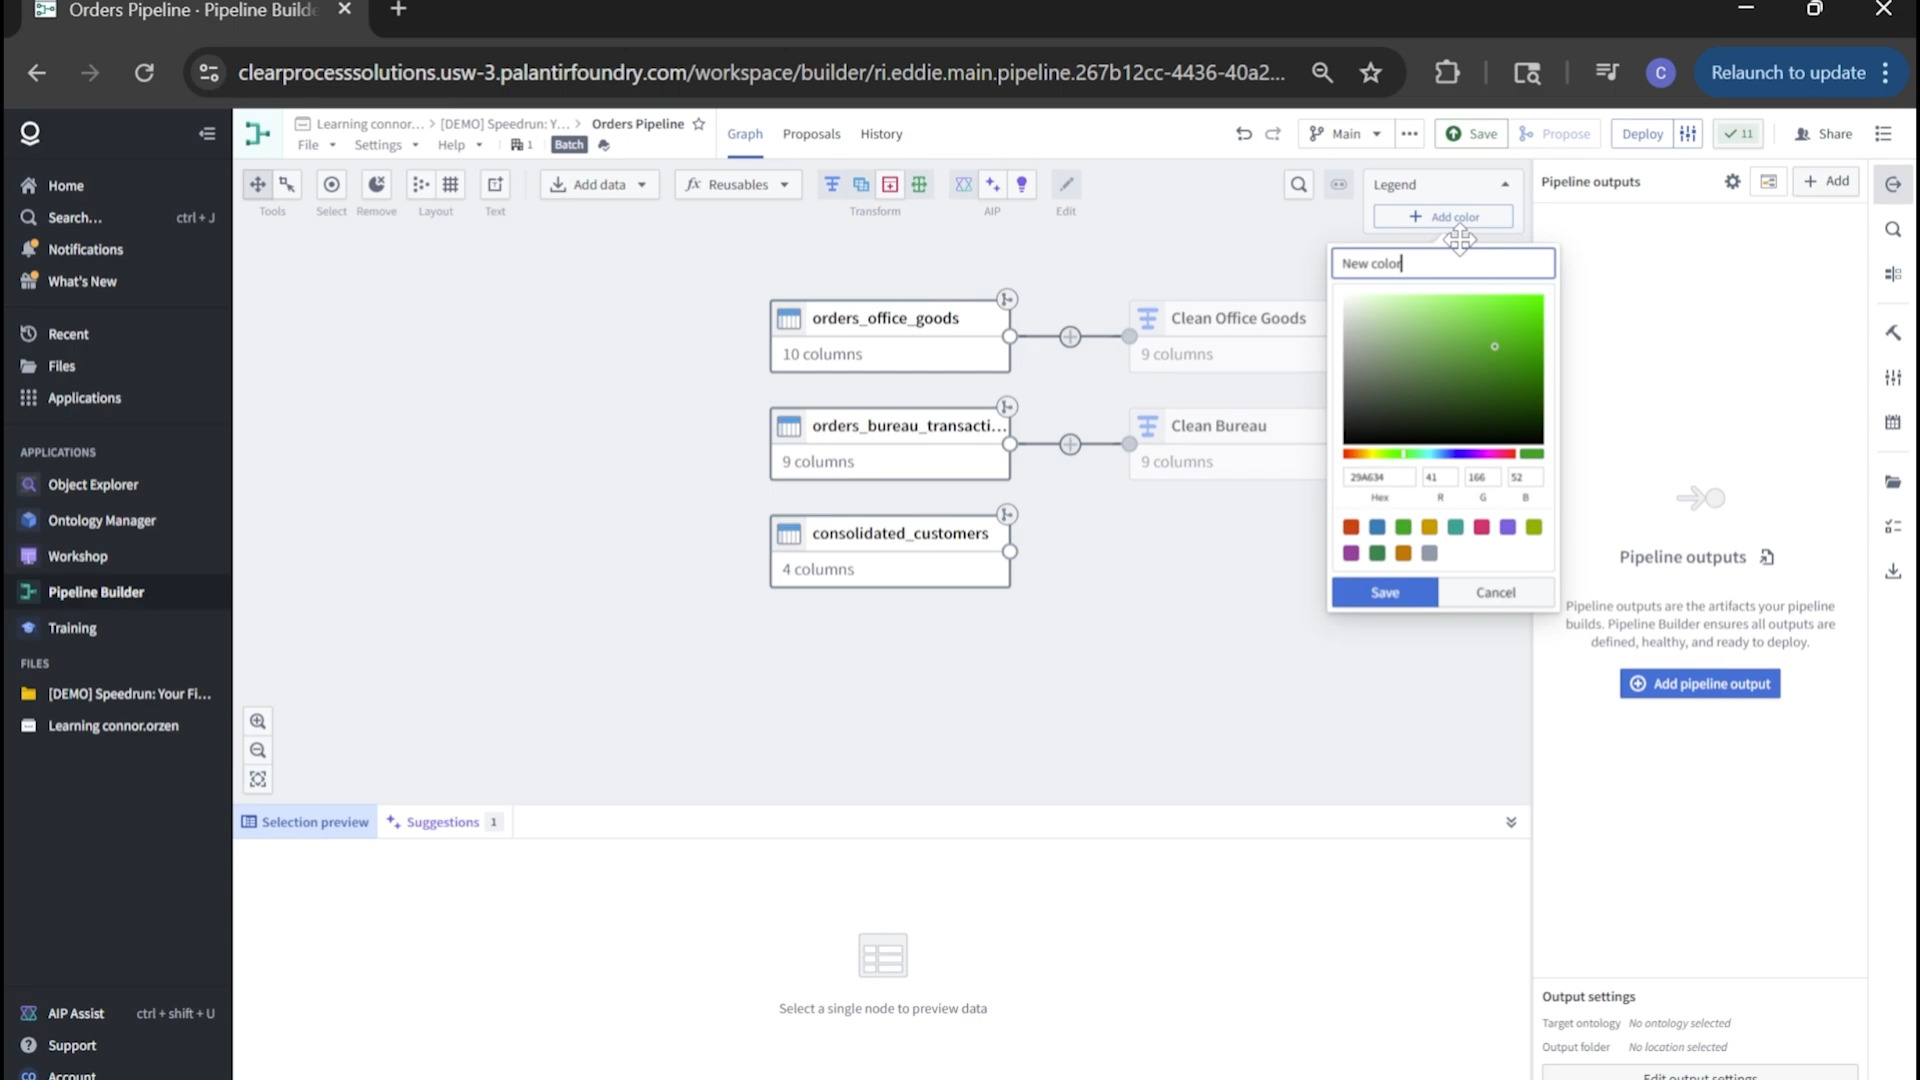 Orders Pipeline · Pipeline Builde
clearprocesssolutions.usw-3.palantirfoundry.com/workspace/builder/ri.eddie.main.pipeline.267b12cc-4436-40a2...
C
Relaunch to update
Home
Search...
ctrl + J
Notifications
What's New
Recent
Files
Applications
APPLICATIONS
Object Explorer
Ontology Manager
Workshop
Pipeline Builder
Training
FILES
[DEMO] Speedrun: Your Fi...
Learning connor.orzen
AIP Assist
ctrl + shift + U
Support
CO
Account
Learning connor... > [DEMO] Speedrun: Y... > Orders Pipeline
File Settings Help 1 Batch
Graph Proposals History
Main
Save
Propose
Deploy
11
Share
Tools
Select
Remove
Layout
Text
Add data
fx Reusables
Transform
AIP
Edit
Legend
+ Add color
New color
29A634
41
166
52
Hex
R
G
B
Save
Cancel
orders_office_goods
10 columns
Clean Office Goods
9 columns
orders_bureau_transacti...
9 columns
Clean Bureau
9 columns
consolidated_customers
4 columns
Selection preview
Suggestions 1
Select a single node to preview data
Pipeline outputs
+ Add
Pipeline outputs
Pipeline outputs are the artifacts your pipeline
builds. Pipeline Builder ensures all outputs are
defined, healthy, and ready to deploy.
Add pipeline output
Output settings
Target ontology No ontology selected
Output folder No location selected
Edit output settings